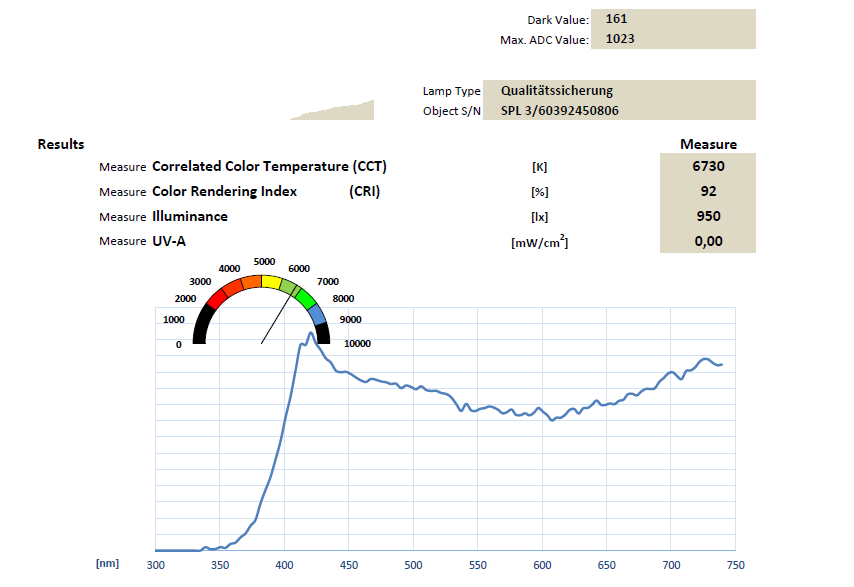 Dark Value: 161
Max. ADC Value: 1023
Lamp Type Qualitätssicherung
Object S/N SPL 3/60392450806
Results Measure
Measure Correlated Color Temperature (CCT) [K] 6730
Measure Color Rendering Index (CRI) [%] 92
Measure Illuminance [lx] 950
Measure UV-A [mW/cm²] 0,00
0 1000 2000 3000 4000 5000 6000 7000 8000 9000 10000
[nm] 300 350 400 450 500 550 600 650 700 750